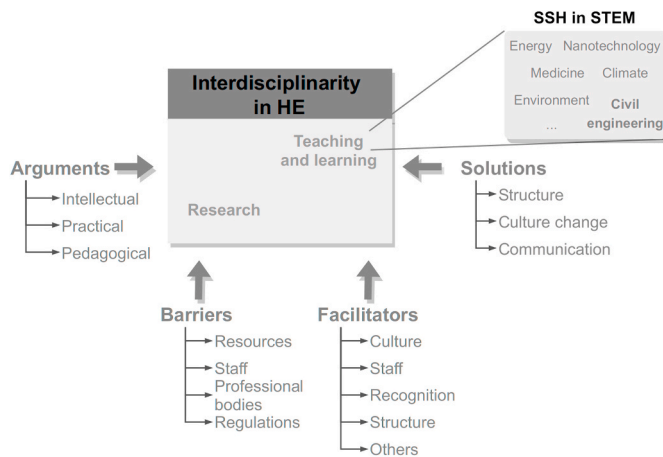 SSH in STEM
Energy Nanotechnology
Medicine Climate
Environment Civil
... engineering
Interdisciplinarity
in HE
Teaching
and learning
Research
Arguments
Intellectual
Practical
Pedagogical
Solutions
Structure
Culture change
Communication
Barriers
Resources
Staff
Professional
bodies
Regulations
Facilitators
Culture
Staff
Recognition
Structure
Others